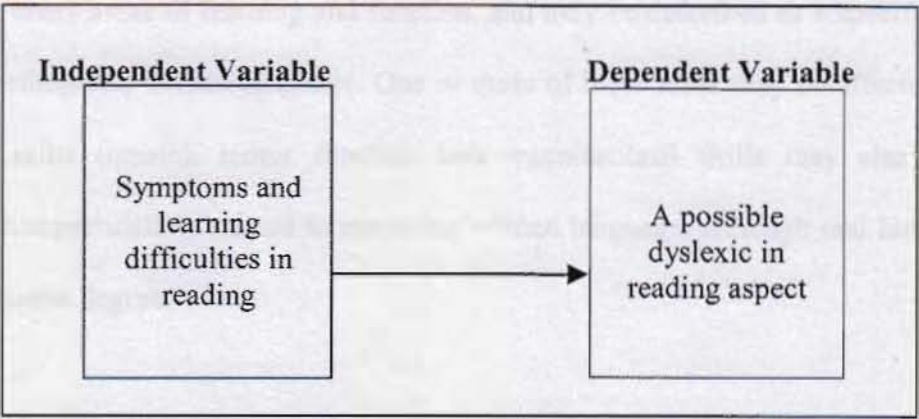 Independent Variable
Dependent Variable
Symptoms and
learning
difficulties in
reading
A possible
dyslexic in
reading aspect